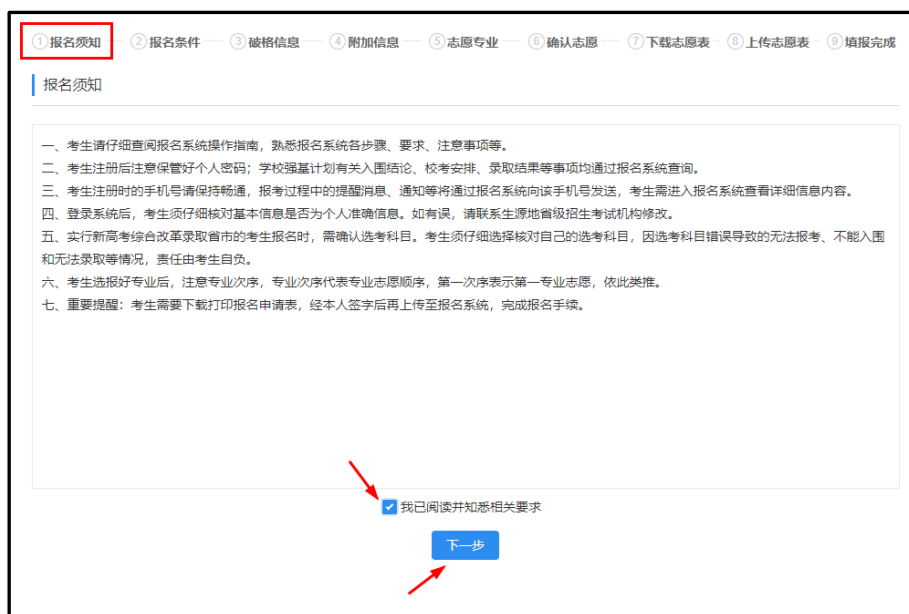 ①报名须知 ②报名条件 ③破格信息 ④附加信息 ⑤志愿专业 ⑥确认志愿 ⑦下载志愿表 ⑧上传志愿表 ⑨填报完成
报名须知
一、考生请仔细查阅报名系统操作指南，熟悉报名系统各步骤、要求、注意事项等。
二、考生注册后注意保管好个人密码；学校强基计划有关入围结论、校考安排、录取结果等事项均通过报名系统查询。
三、考生注册时的手机号请保持畅通，报考过程中的提醒消息、通知等将通过报名系统向该手机号发送，考生需进入报名系统查看详细信息内容。
四、登录系统后，考生须仔细核对基本信息是否为个人准确信息。如有误，请联系生源地省级招生考试机构修改。
五、实行新高考综合改革录取省市的考生报名时，需确认选考科目。考生须仔细选择核对自己的选考科目，因选考科目错误导致的无法报考、不能入围
和无法录取等情况，责任由考生自负。
六、考生选报好专业后，注意专业次序，专业次序代表专业志愿顺序，第一次序表示第一专业志愿，依此类推。
七、重要提醒：考生需要下载打印报名申请表，经本人签字后再上传至报名系统，完成报名手续。
我已阅读并知悉相关要求
下一步